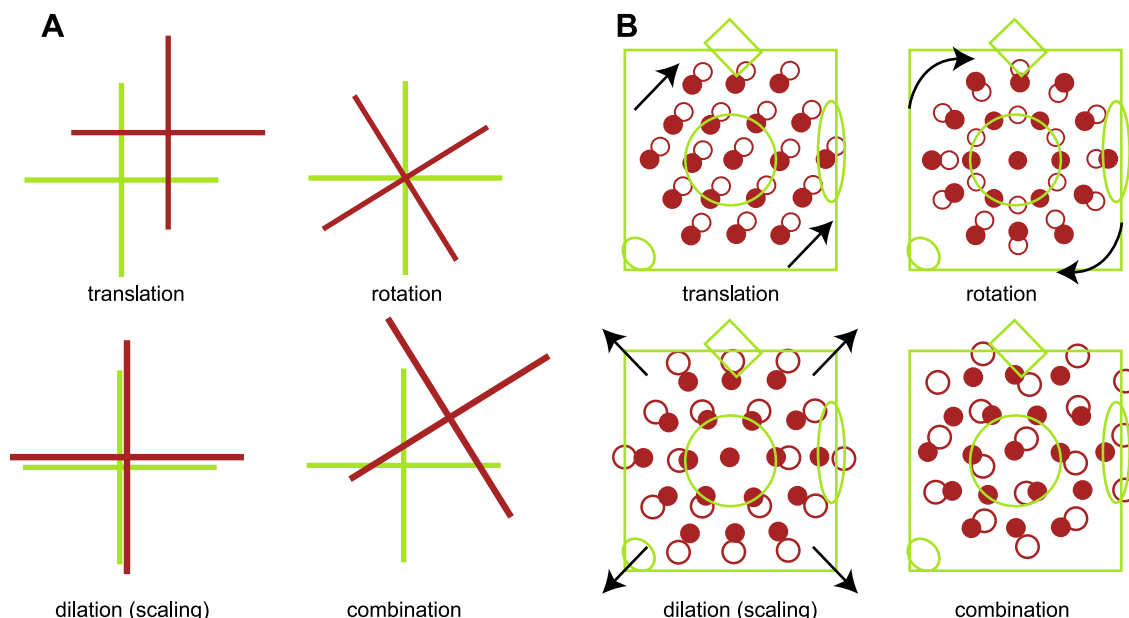 A
B
translation
rotation
translation
rotation
dilation (scaling)
combination
dilation (scaling)
combination